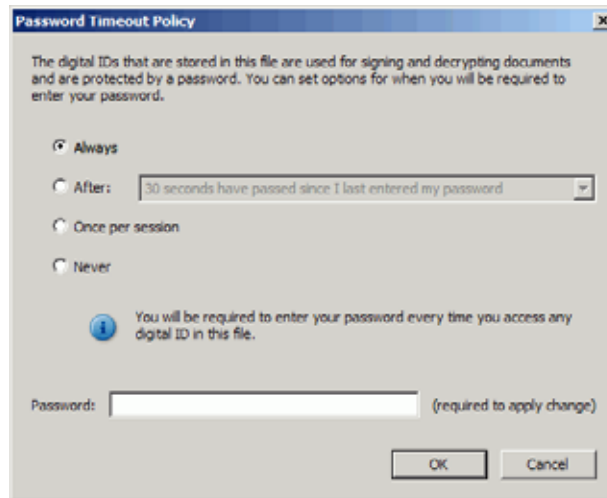 Password Timeout Policy
The digital IDs that are stored in this file are used for signing and decrypting documents
and are protected by a password. You can set options for when you will be required to
enter your password.
Always
After: 30 seconds have passed since I last entered my password
Once per session
Never
You will be required to enter your password every time you access any
digital ID in this file.
Password: (required to apply change)
OK Cancel